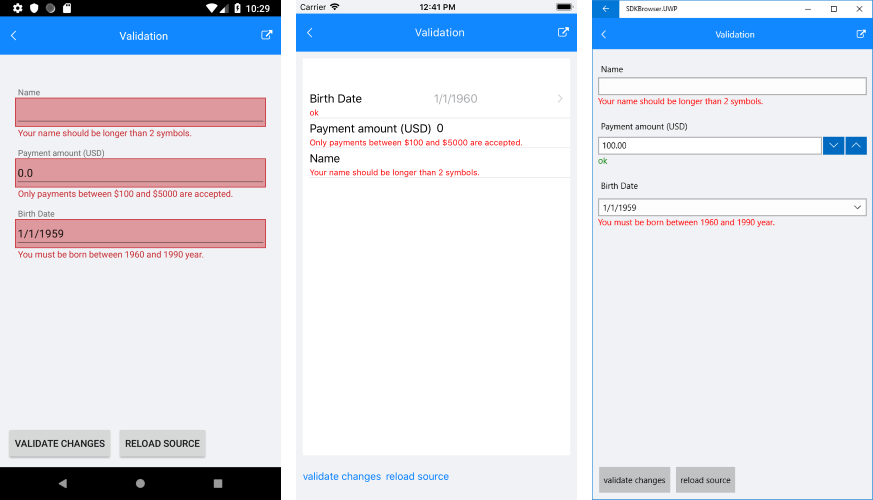 10:29
Validation
Name
Your name should be longer than 2 symbols.
Payment amount (USD)
0.0
Only payments between $100 and $5000 are accepted.
Birth Date
1/1/1959
You must be born between 1960 and 1990 year.
VALIDATE CHANGES RELOAD SOURCE
Carrier 12:41 PM
Validation
Birth Date 1/1/1960
ok
Payment amount (USD) 0
Only payments between $100 and $5000 are accepted.
Name
Your name should be longer than 2 symbols.
validate changes reload source
SDKBrowser.UWP
Validation
Name
Your name should be longer than 2 symbols.
Payment amount (USD)
100.00
ok
Birth Date
1/1/1959
You must be born between 1960 and 1990 year.
validate changes reload source